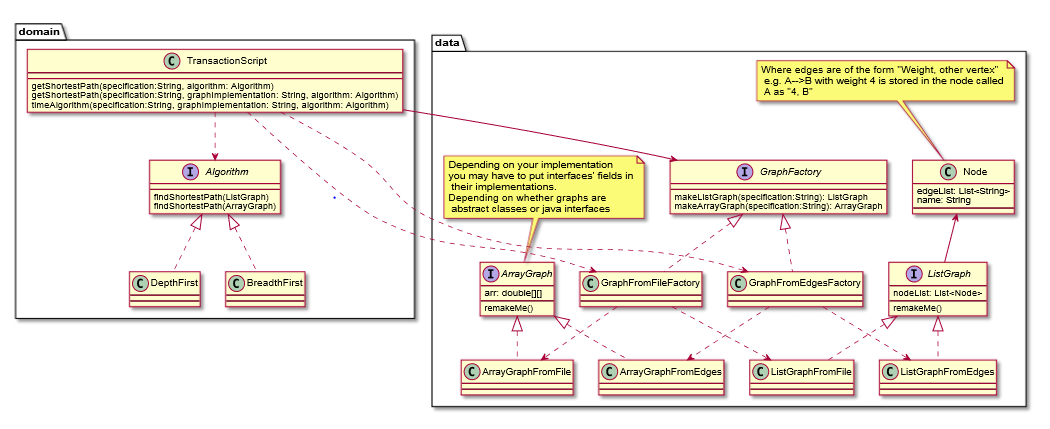 domain
C TransactionScript
getShortestPath(specification:String, algorithm: Algorithm)
getShortestPath(specification:String, graphImplementation: String, algorithm: Algorithm)
timeAlgorithm(specification:String, graphImplementation: String, algorithm: Algorithm)
I Algorithm
findShortestPath(ListGraph)
findShortestPath(ArrayGraph)
C DepthFirst
C BreadthFirst
data
Where edges are of the form "Weight, other vertex"
e.g. A-->B with weight 4 is stored in the node called
A as "4, B"
Depending on your implementation
you may have to put interfaces' fields in
their implementations.
Depending on whether graphs are
abstract classes or java interfaces
I GraphFactory
makeListGraph(specification:String): ListGraph
makeArrayGraph(specification:String): ArrayGraph
C Node
edgeList: List<String>
name: String
I ArrayGraph
arr: double[][]
remakeMe()
C GraphFromFileFactory
C GraphFromEdgesFactory
I ListGraph
nodeList: List<Node>
remakeMe()
C ArrayGraphFromFile
C ArrayGraphFromEdges
C ListGraphFromFile
C ListGraphFromEdges